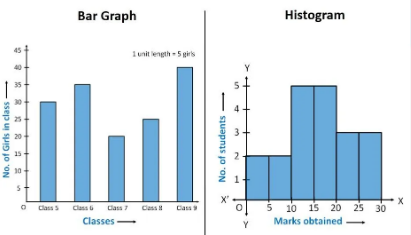 Bar Graph
1 unit length = 5 girls
No. of Girls in class
45
40
35
30
25
20
15
10
5
O
Class 5 Class 6 Class 7 Class 8 Class 9
Classes
Histogram
Y
No. of students
5
4
3
2
1
X' O 5 10 15 20 25 30 X
Y
Marks obtained